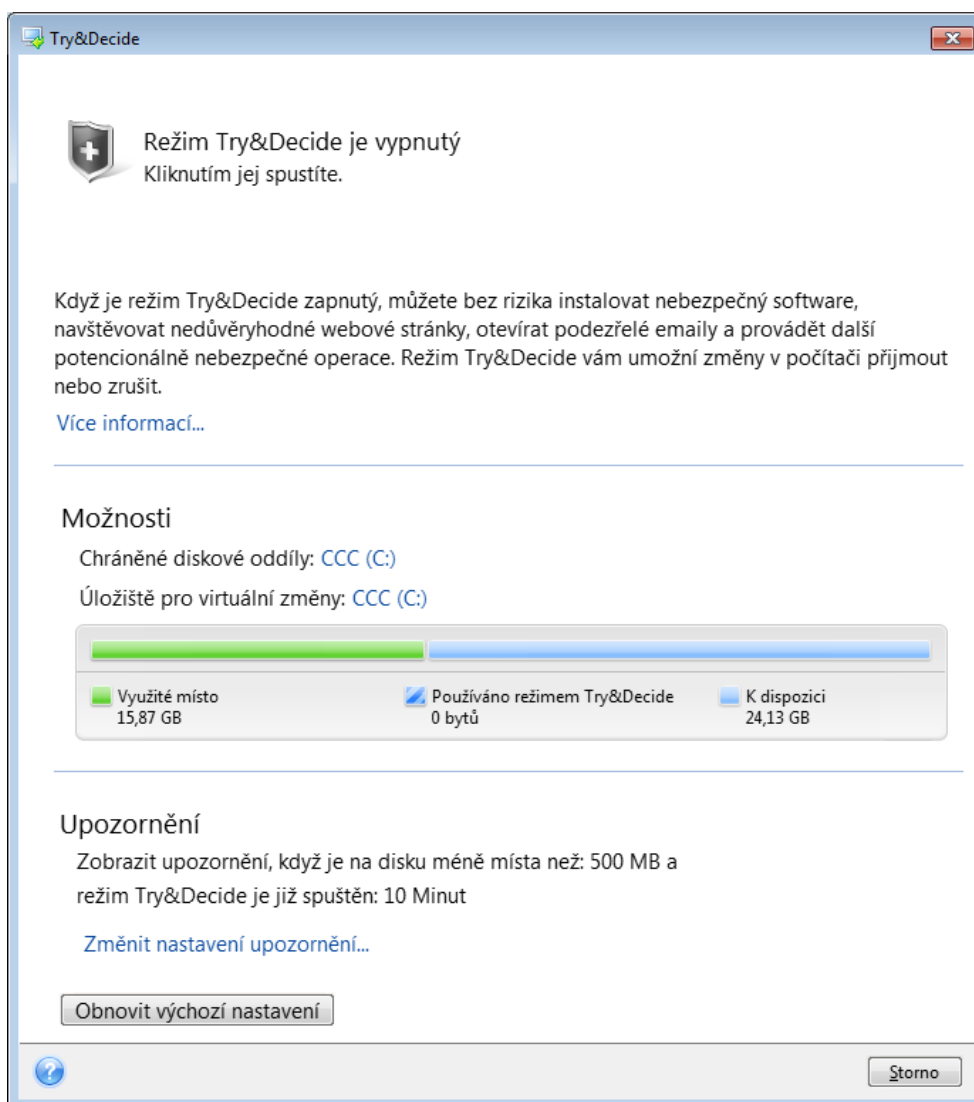 Try&Decide
Režim Try&Decide je vypnutý
Kliknutím jej spustíte.
Když je režim Try&Decide zapnutý, můžete bez rizika instalovat nebezpečný software,
navštěvovat nedůvěryhodné webové stránky, otevírat podezřelé emaily a provádět další
potencionálně nebezpečné operace. Režim Try&Decide vám umožní změny v počítači přijmout
nebo zrušit.
Více informací...
Možnosti
Chráněné diskové oddíly: CCC (C:)
Úložiště pro virtuální změny: CCC (C:)
Využité místo
15,87 GB
Používáno režimem Try&Decide
0 bytů
K dispozici
24,13 GB
Upozornění
Zobrazit upozornění, když je na disku méně místa než: 500 MB a
režim Try&Decide je již spuštěn: 10 Minut
Změnit nastavení upozornění...
Obnovit výchozí nastavení
Storno